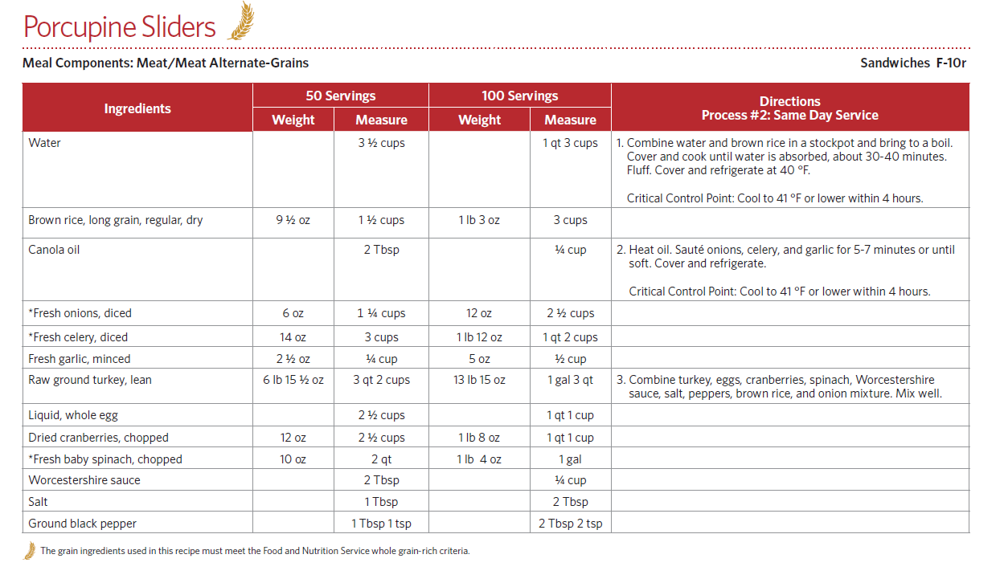 Porcupine Sliders
Meal Components: Meat/Meat Alternate-Grains
Sandwiches F-10r
Ingredients
50 Servings
100 Servings
Directions
Process #2: Same Day Service
Weight Measure Weight Measure
Water 3 ½ cups 1 qt 3 cups 1. Combine water and brown rice in a stockpot and bring to a boil.
Cover and cook until water is absorbed, about 30-40 minutes.
Fluff. Cover and refrigerate at 40 °F.
Critical Control Point: Cool to 41 °F or lower within 4 hours.
Brown rice, long grain, regular, dry 9 ½ oz 1 ½ cups 1 lb 3 oz 3 cups
Canola oil 2 Tbsp ¼ cup 2. Heat oil. Sauté onions, celery, and garlic for 5-7 minutes or until
soft. Cover and refrigerate.
Critical Control Point: Cool to 41 °F or lower within 4 hours.
*Fresh onions, diced 6 oz 1 ¼ cups 12 oz 2 ½ cups
*Fresh celery, diced 14 oz 3 cups 1 lb 12 oz 1 qt 2 cups
Fresh garlic, minced 2 ½ oz ¼ cup 5 oz ½ cup
Raw ground turkey, lean 6 lb 15 ½ oz 3 qt 2 cups 13 lb 15 oz 1 gal 3 qt 3. Combine turkey, eggs, cranberries, spinach, Worcestershire
sauce, salt, peppers, brown rice, and onion mixture. Mix well.
Liquid, whole egg 2 ½ cups 1 qt 1 cup
Dried cranberries, chopped 12 oz 2 ½ cups 1 lb 8 oz 1 qt 1 cup
*Fresh baby spinach, chopped 10 oz 2 qt 1 lb 4 oz 1 gal
Worcestershire sauce 2 Tbsp ¼ cup
Salt 1 Tbsp 2 Tbsp
Ground black pepper 1 Tbsp 1 tsp 2 Tbsp 2 tsp
The grain ingredients used in this recipe must meet the Food and Nutrition Service whole grain-rich criteria.